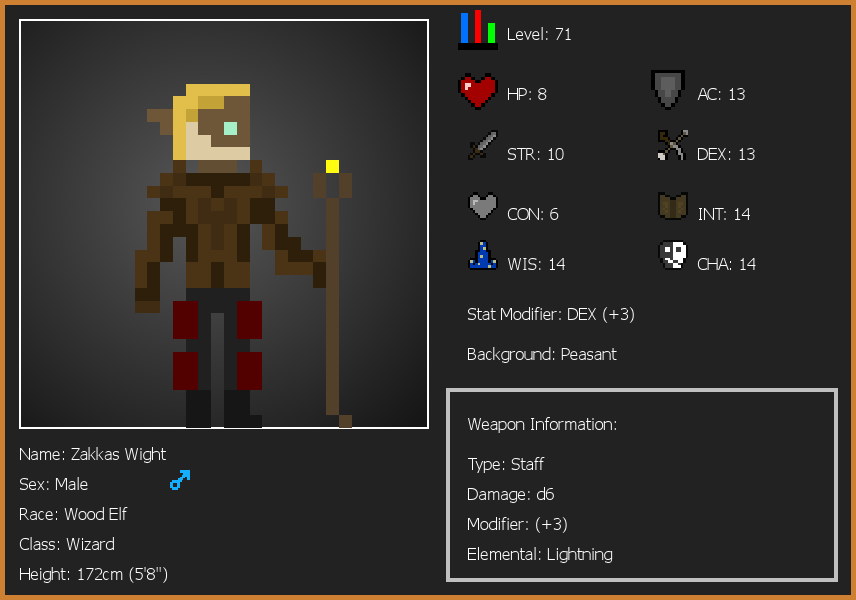 Level: 71
HP: 8
AC: 13
STR: 10
DEX: 13
CON: 6
INT: 14
WIS: 14
CHA: 14
Stat Modifier: DEX (+3)
Background: Peasant
Weapon Information:
Type: Staff
Damage: d6
Modifier: (+3)
Elemental: Lightning
Name: Zakkas Wight
Sex: Male
Race: Wood Elf
Class: Wizard
Height: 172cm (5'8")